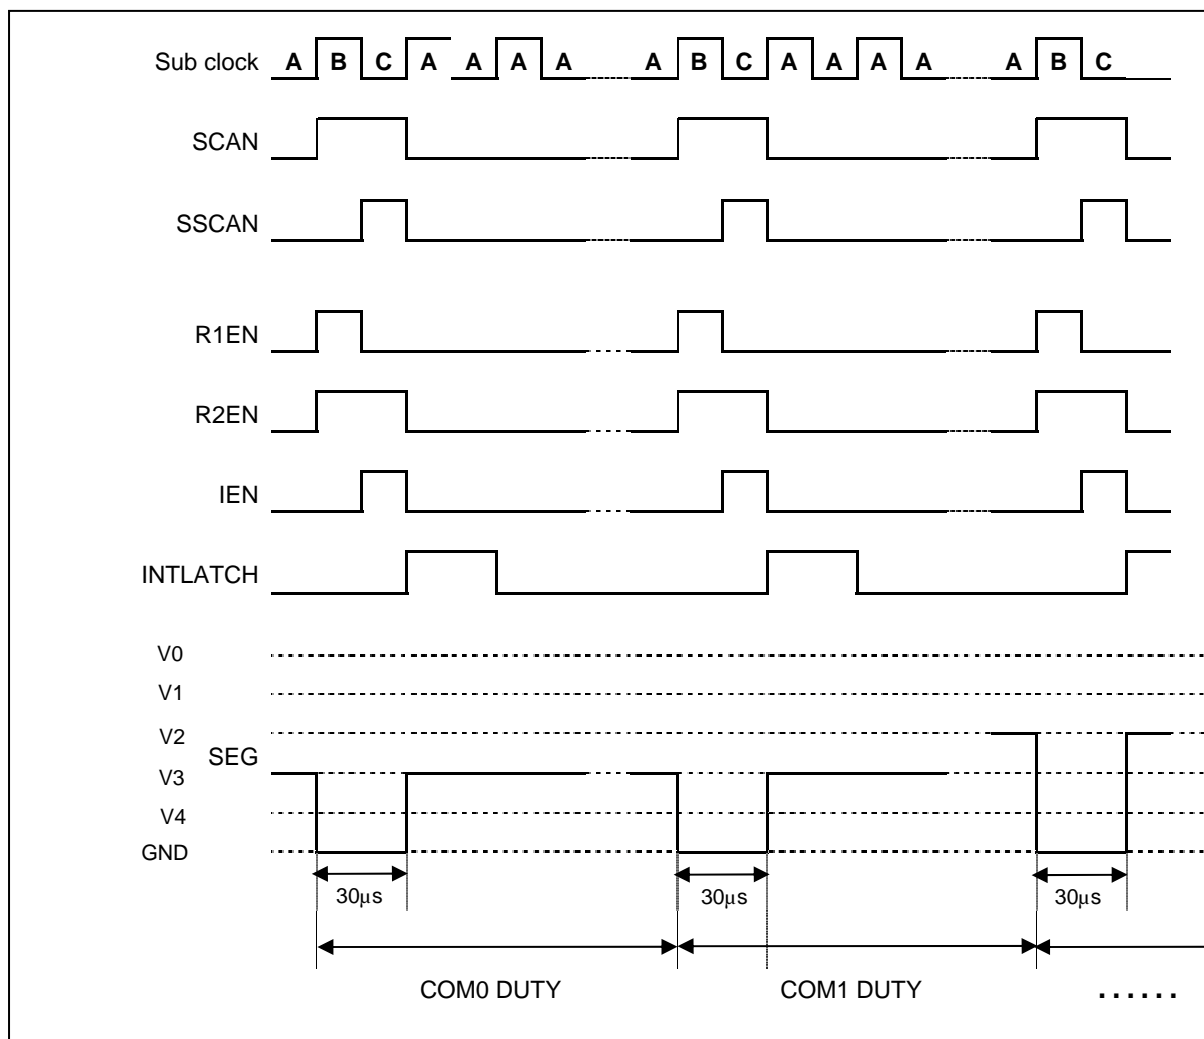 Sub clock A B C A A A A A B C A A A A A B C
SCAN
SSCAN
R1EN
R2EN
IEN
INTLATCH
V0
V1
V2
SEG
V3
V4
GND
30μs 30μs 30μs
COM0 DUTY COM1 DUTY ......